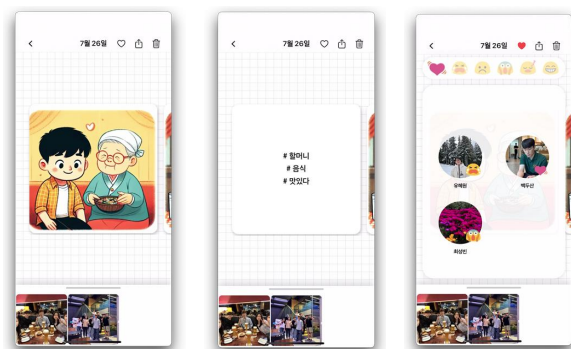 7월 26일
7월 26일
# 할머니
# 음식
# 맛있다
7월 26일
유혜원
백두산
최성빈